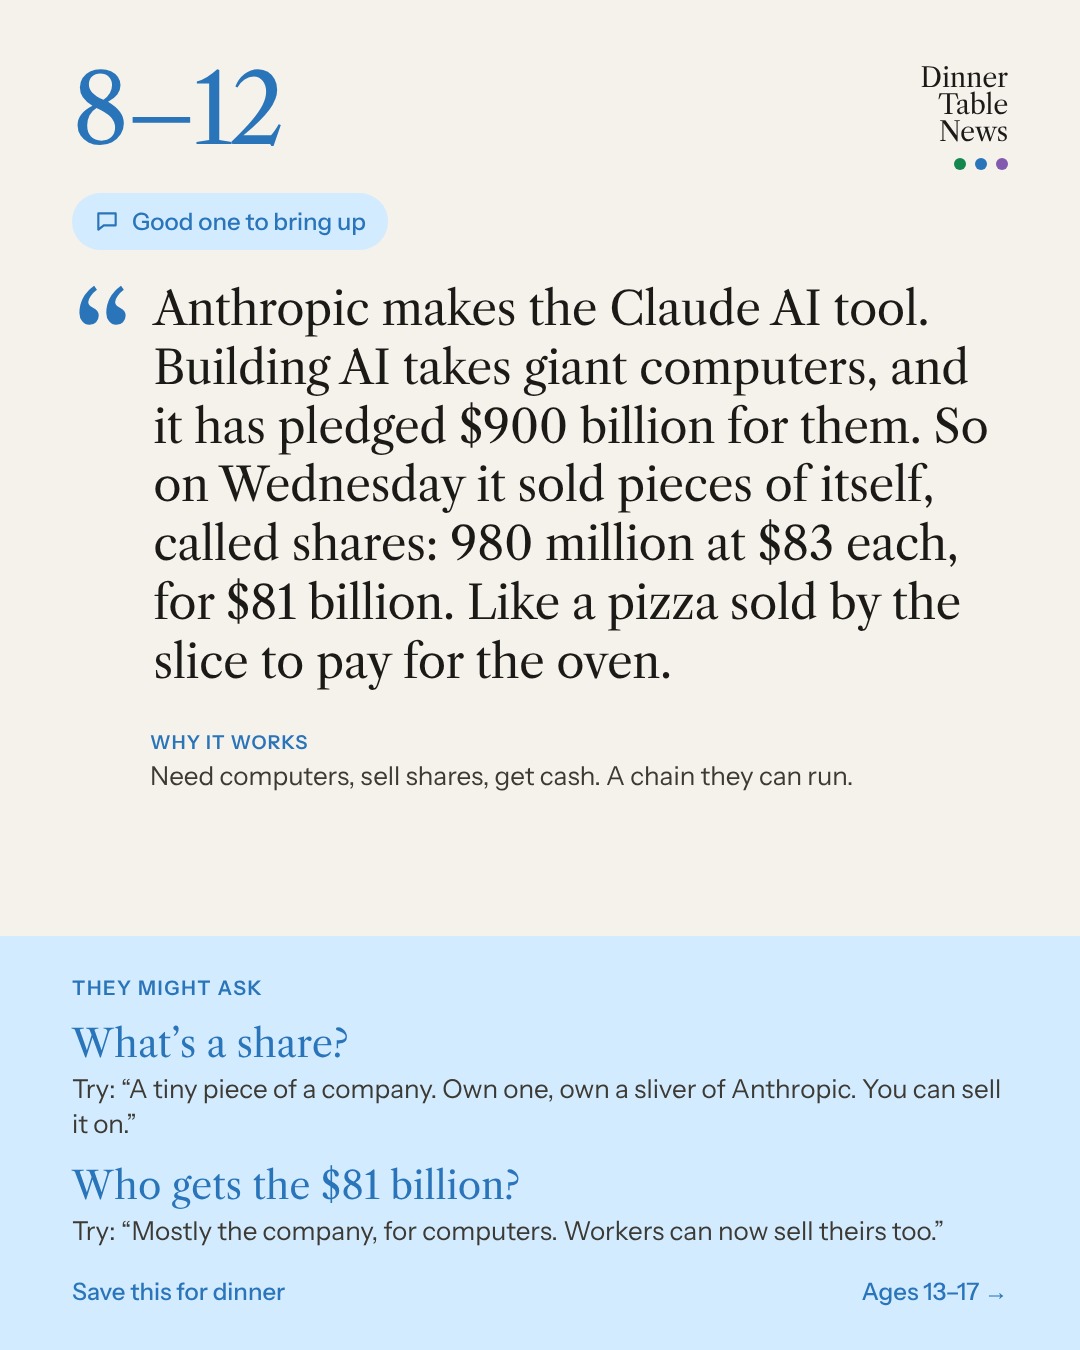 8–12
Dinner
Table
News
Good one to bring up
“Anthropic makes the Claude AI tool.
Building AI takes giant computers, and
it has pledged $900 billion for them. So
on Wednesday it sold pieces of itself,
called shares: 980 million at $83 each,
for $81 billion. Like a pizza sold by the
slice to pay for the oven.
WHY IT WORKS
Need computers, sell shares, get cash. A chain they can run.
THEY MIGHT ASK
What’s a share?
Try: “A tiny piece of a company. Own one, own a sliver of Anthropic. You can sell
it on.”
Who gets the $81 billion?
Try: “Mostly the company, for computers. Workers can now sell theirs too.”
Save this for dinner
Ages 13–17 →